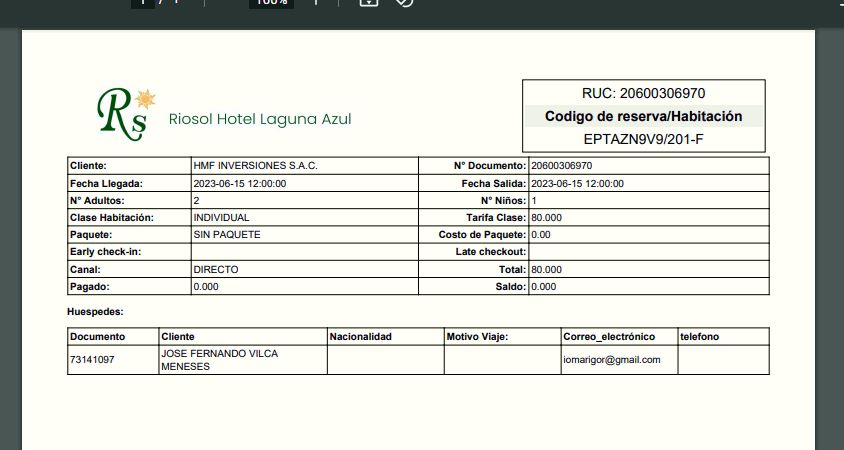 100%
Rs
Riosol Hotel Laguna Azul
RUC: 20600306970
Codigo de reserva/Habitación
EPTAZN9V9/201-F
Cliente: HMF INVERSIONES S.A.C. N° Documento: 20600306970
Fecha Llegada: 2023-06-15 12:00:00 Fecha Salida: 2023-06-15 12:00:00
N° Adultos: 2 N° Niños: 1
Clase Habitación: INDIVIDUAL Tarifa Clase: 80.000
Paquete: SIN PAQUETE Costo de Paquete: 0.00
Early check-in: Late checkout:
Canal: DIRECTO Total: 80.000
Pagado: 0.000 Saldo: 0.000
Huespedes:
Documento Cliente Nacionalidad Motivo Viaje: Correo_electrónico telefono
73141097 JOSE FERNANDO VILCA MENESES iomarigor@gmail.com